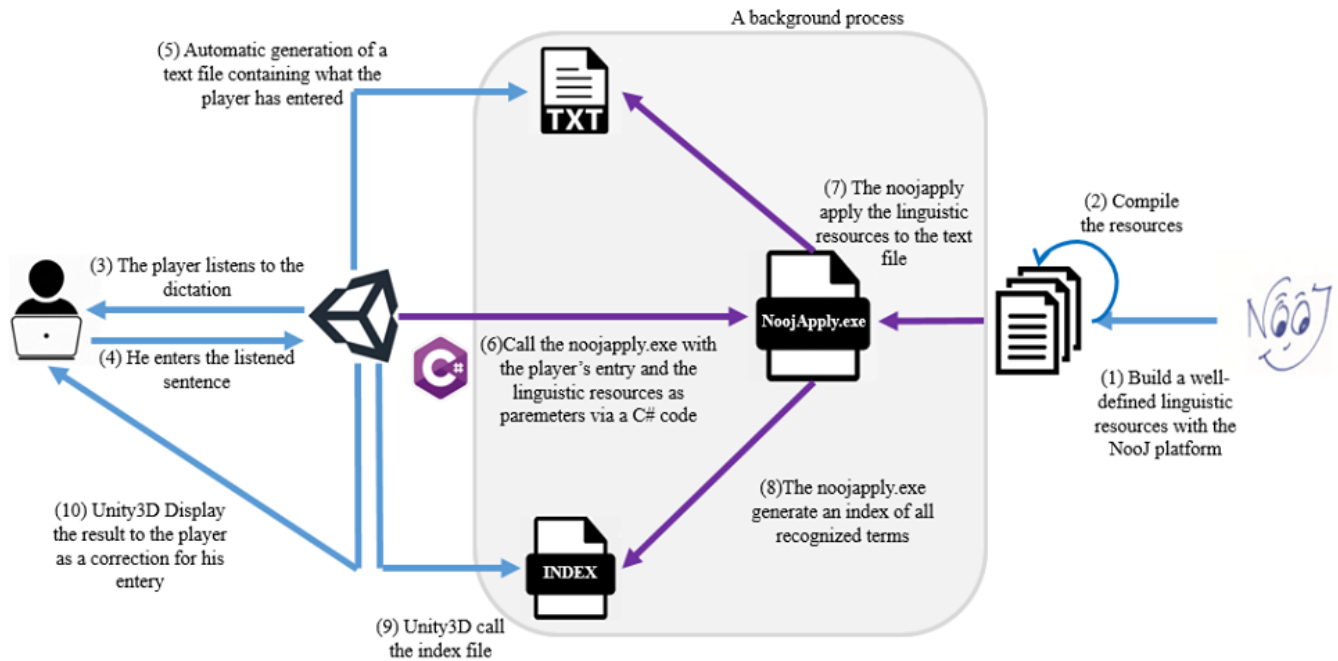 A background process
(5) Automatic generation of a
text file containing what the
player has entered
TXT
(7) The noojapply
apply the linguistic
resources to the text
file
(2) Compile
the resources
(3) The player listens to the
dictation
(4) He enters the listened
sentence
C#
(6)Call the noojapply.exe with
the player's entry and the
linguistic resources as
paremeters via a C# code
NoojApply.exe
NooJ
(1) Build a well-
defined linguistic
resources with the
NooJ platform
(10) Unity3D Display
the result to the player
as a correction for his
entery
(8)The noojapply.exe
generate an index of all
recognized terms
INDEX
(9) Unity3D call
the index file